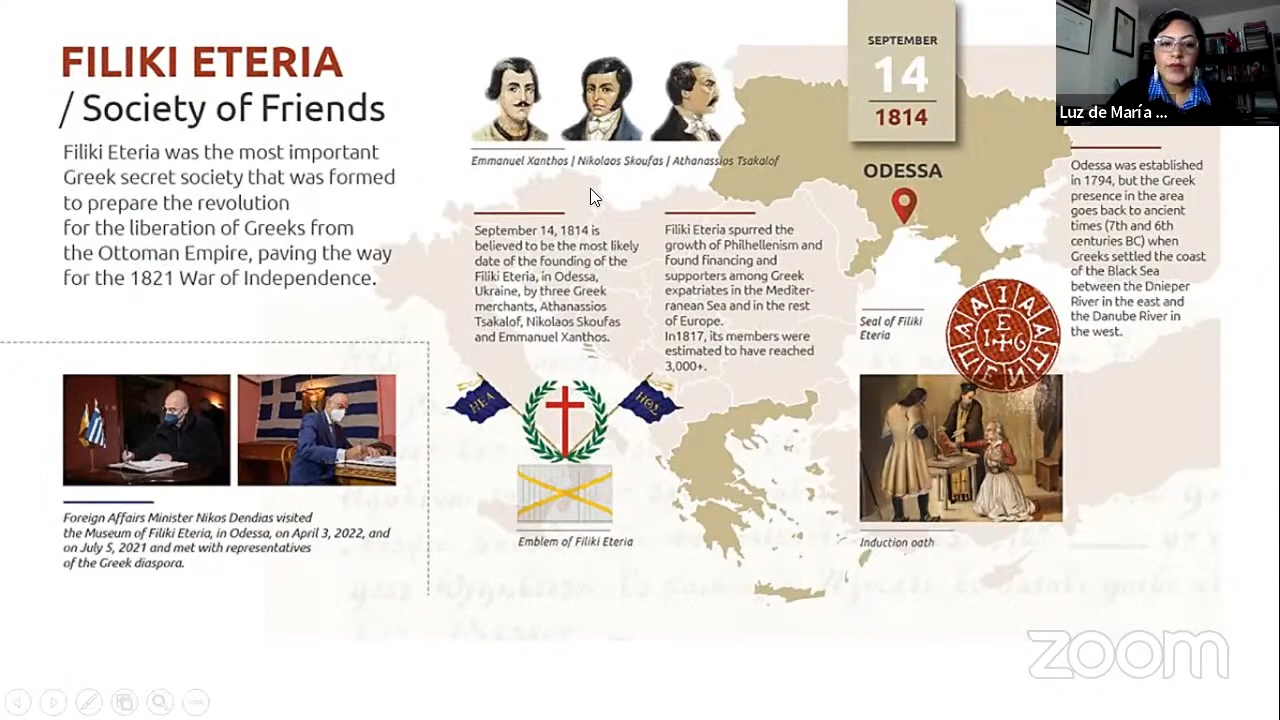 FILIKI ETERIA
/ Society of Friends
Filiki Eteria was the most important
Greek secret society that was formed
to prepare the revolution
for the liberation of Greeks from
the Ottoman Empire, paving the way
for the 1821 War of Independence.
Emmanuel Xanthos | Nikolaos Skoufas | Athanassios Tsakalof
September 14, 1814 is
believed to be the most likely
date of the founding of the
Filiki Eteria, in Odessa,
Ukraine, by three Greek
merchants, Athanassios
Tsakalof, Nikolaos Skoufas
and Emmanuel Xanthos.
Filiki Eteria spurred the
growth of Philhellenism and
found financing and
supporters among Greek
expatriates in the Mediter-
ranean Sea and in the rest
of Europe.
In1817, its members were
estimated to have reached
3,000+.
SEPTEMBER
14
1814
ODESSA
Luz de María ...
Odessa was established
in 1794, but the Greek
presence in the area
goes back to ancient
times (7th and 6th
centuries BC) when
Greeks settled the coast
of the Black Sea
between the Dnieper
River in the east and
the Danube River in
the west.
Seal of Filiki
Eteria
ΗΕΑ
ΗΘΣ
Emblem of Filiki Eteria
Induction oath
Foreign Affairs Minister Nikos Dendias visited
the Museum of Filiki Eteria, in Odessa, on April 3, 2022, and
on July 5, 2021 and met with representatives
of the Greek diaspora.
zoom